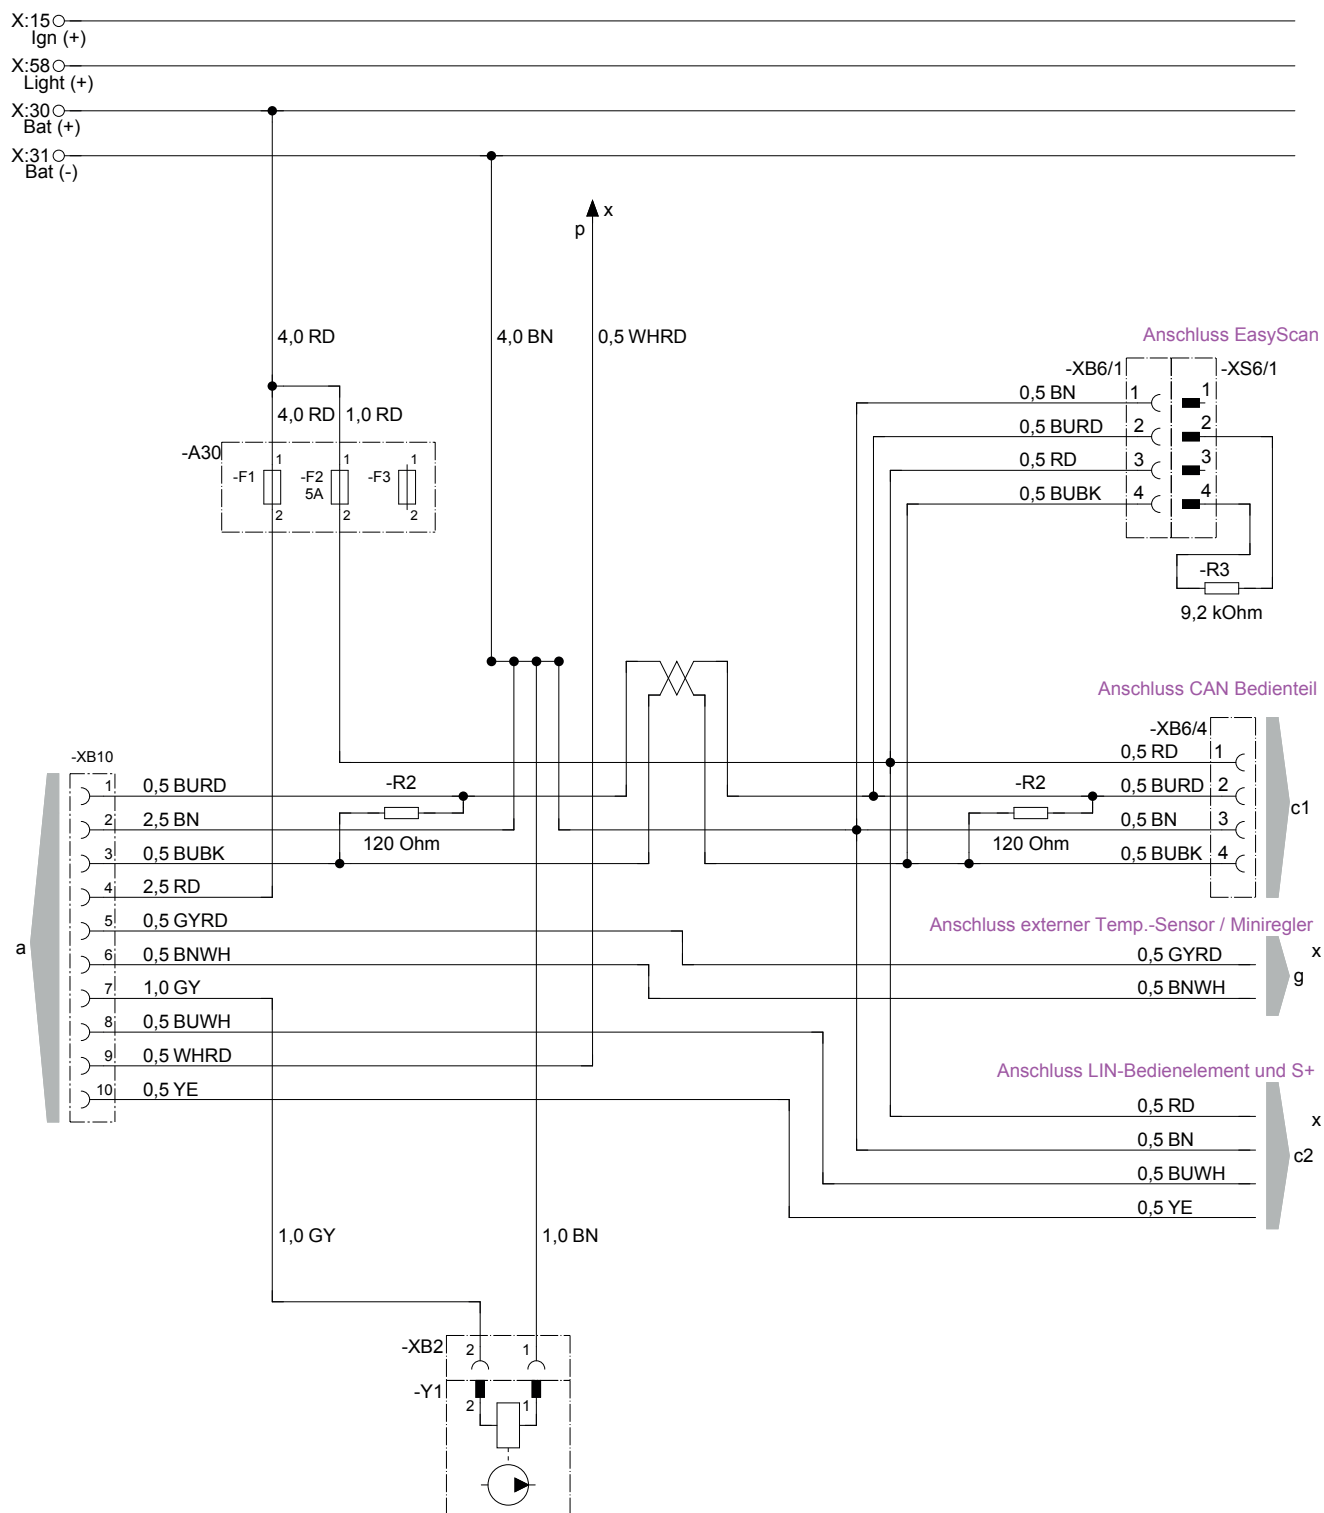 X:15
Ign (+)
X:58
Light (+)
X:30
Bat (+)
X:31
Bat (-)
x
p
4,0 RD
4,0 BN
0,5 WHRD
Anschluss EasyScan
-XB6/1
-XS6/1
0,5 BN
1
1
0,5 BURD
2
2
0,5 RD
3
3
0,5 BUBK
4
4
4,0 RD
1,0 RD
-A30
-F1
1
2
-F2
5A
1
2
-F3
1
2
-R3
9,2 kOhm
Anschluss CAN Bedienteil
-XB6/4
0,5 RD
1
0,5 BURD
2
0,5 BN
3
0,5 BUBK
4
c1
-R2
120 Ohm
-R2
120 Ohm
-XB10
a
1
0,5 BURD
2
2,5 BN
3
0,5 BUBK
4
2,5 RD
5
0,5 GYRD
6
0,5 BNWH
7
1,0 GY
8
0,5 BUWH
9
0,5 WHRD
10
0,5 YE
Anschluss externer Temp.-Sensor / Miniregler
0,5 GYRD
x
0,5 BNWH
g
Anschluss LIN-Bedienelement und S+
0,5 RD
x
0,5 BN
c2
0,5 BUWH
0,5 YE
1,0 GY
1,0 BN
-XB2
2
1
-Y1
2
1